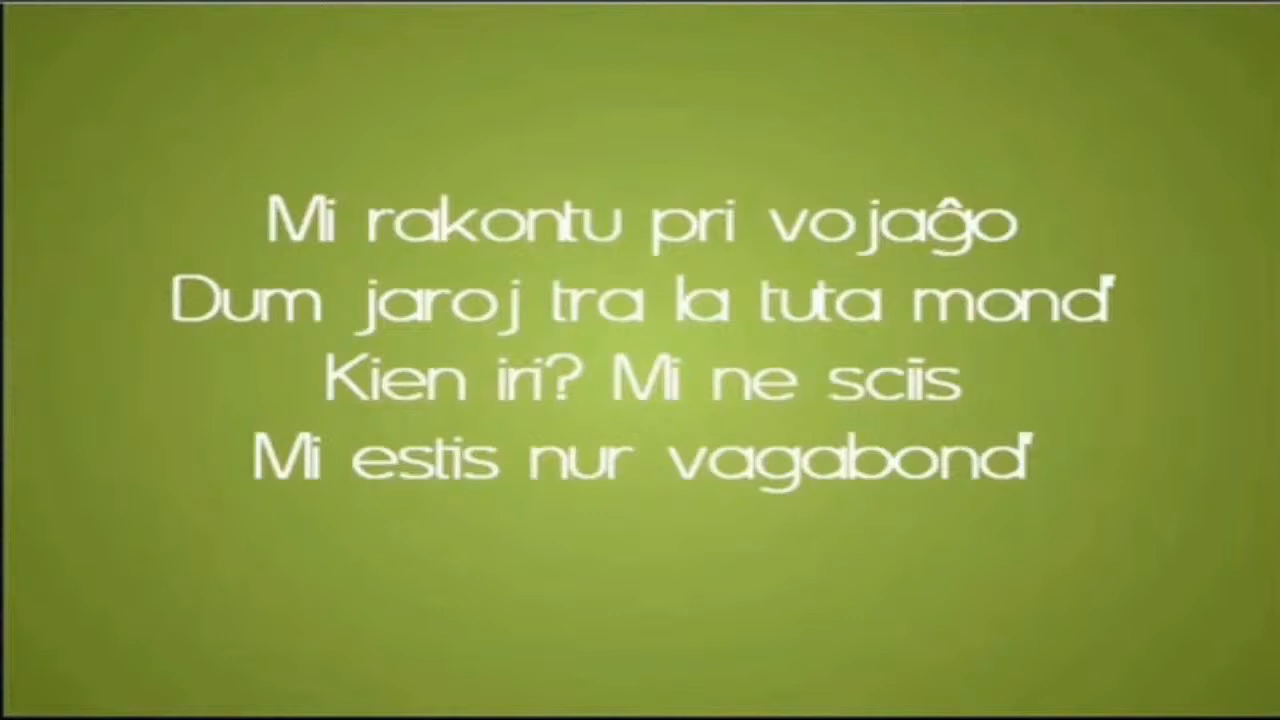 Mi rakontu pri vojaĝo
Dum jaroj tra la tuta mond'
Kien iri? Mi ne sciis
Mi estis nur vagabond'